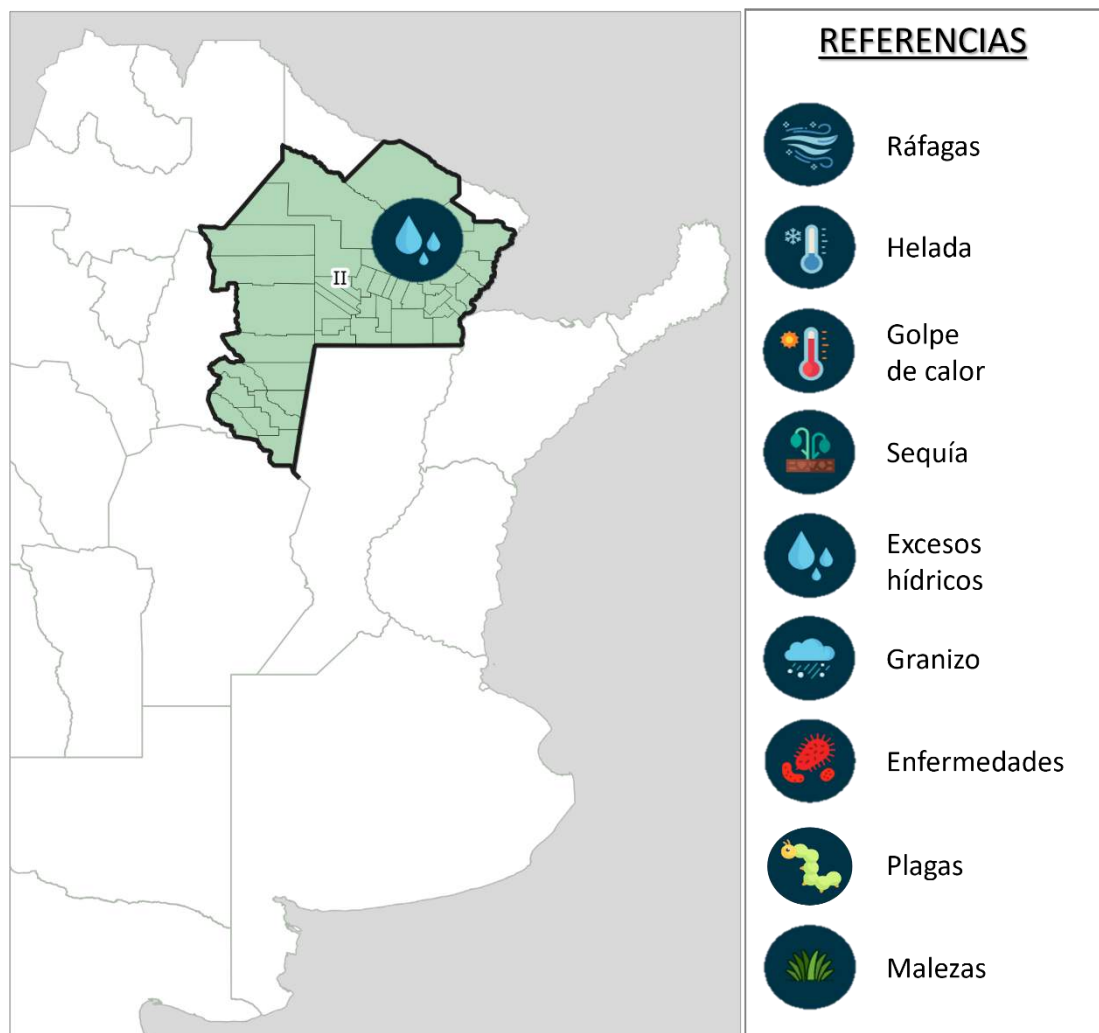 II
REFERENCIAS
Ráfagas
Helada
Golpe
de calor
Sequía
Excesos
hídricos
Granizo
Enfermedades
Plagas
Malezas